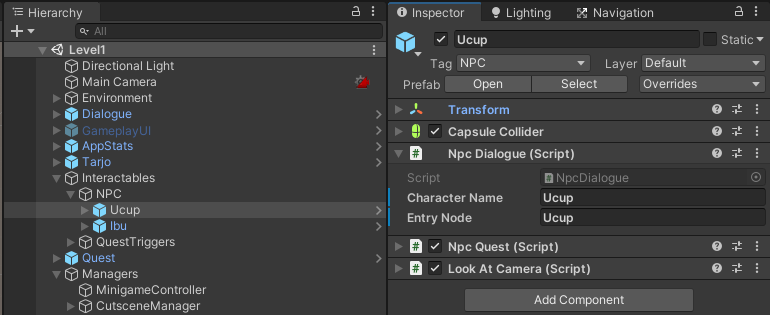 Hierarchy
All
Level1
Directional Light
Main Camera
Environment
Dialogue
GameplayUI
AppStats
Tarjo
Interactables
NPC
Ucup
Ibu
QuestTriggers
Quest
Managers
MinigameController
CutsceneManager
Inspector Lighting Navigation
Ucup Static
Tag NPC Layer Default
Prefab Open Select Overrides
Transform
Capsule Collider
Npc Dialogue (Script)
Script NpcDialogue
Character Name Ucup
Entry Node Ucup
Npc Quest (Script)
Look At Camera (Script)
Add Component